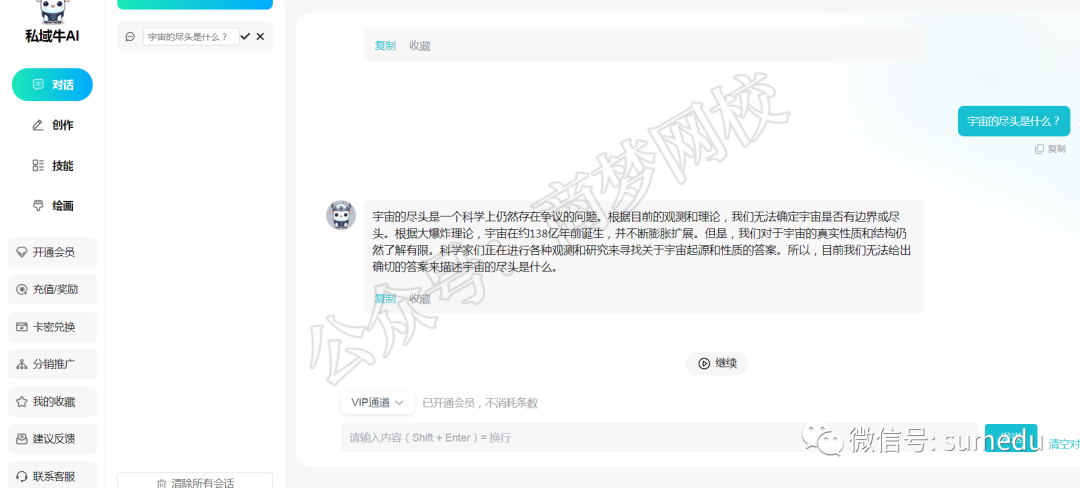 私域牛AI
对话
创作
技能
绘画
开通会员
充值/奖励
卡密兑换
分销推广
我的收藏
建议反馈
联系客服
宇宙的尽头是什么？
清除所有会话
复制 收藏
宇宙的尽头是什么？
复制
宇宙的尽头是一个科学上仍然存在争议的问题。根据目前的观测和理论，我们无法确定宇宙是否有边界或尽
头。根据大爆炸理论，宇宙在约138亿年前诞生，并不断膨胀扩展。但是，我们对于宇宙的真实性质和结构仍
然了解有限。科学家们正在进行各种观测和研究来寻找关于宇宙起源和性质的答案。所以，目前我们无法给出
确切的答案来描述宇宙的尽头是什么。
复制 收藏
继续
VIP通道 已开通会员，不消耗条数
请输入内容（Shift + Enter）= 换行
清空对
公众号：商梦网校
微信号: sumedu